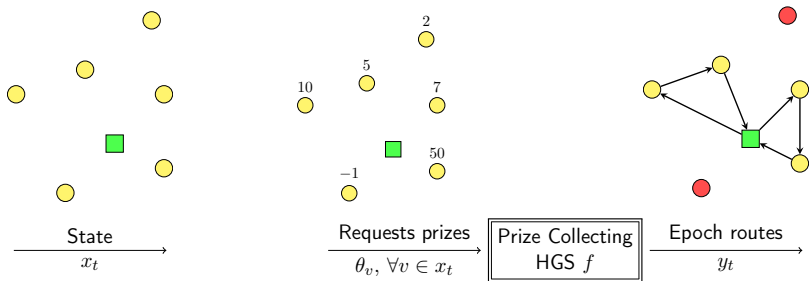 2
5
10
7
50
−1
State
x_t
Requests prizes
θ_v, ∀v ∈ x_t
Prize Collecting
HGS f
Epoch routes
y_t